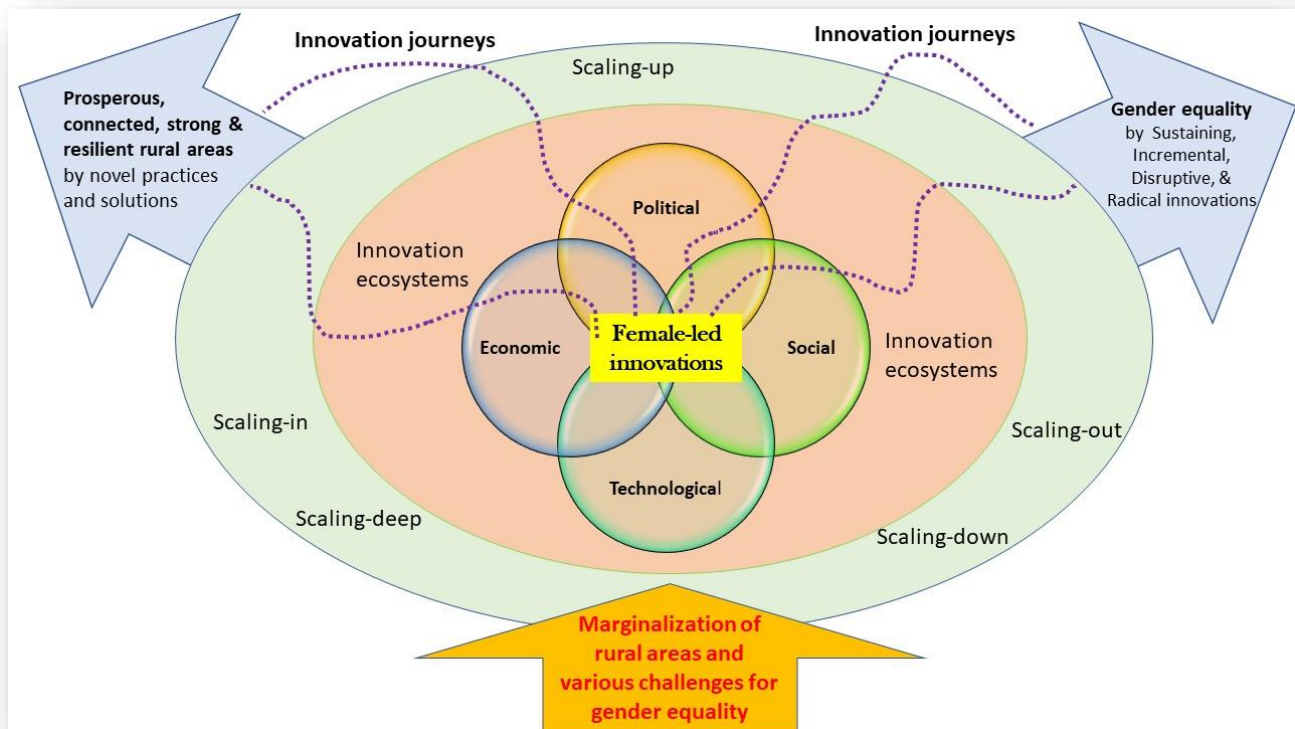 Innovation journeys
Innovation journeys
Scaling-up
Prosperous,
connected, strong &
resilient rural areas
by novel practices
and solutions
Gender equality
by Sustaining,
Incremental,
Disruptive, &
Radical innovations
Political
Innovation
ecosystems
Economic
Female-led
innovations
Social
Innovation
ecosystems
Scaling-in
Scaling-out
Technological
Scaling-deep
Scaling-down
Marginalization of
rural areas and
various challenges for
gender equality